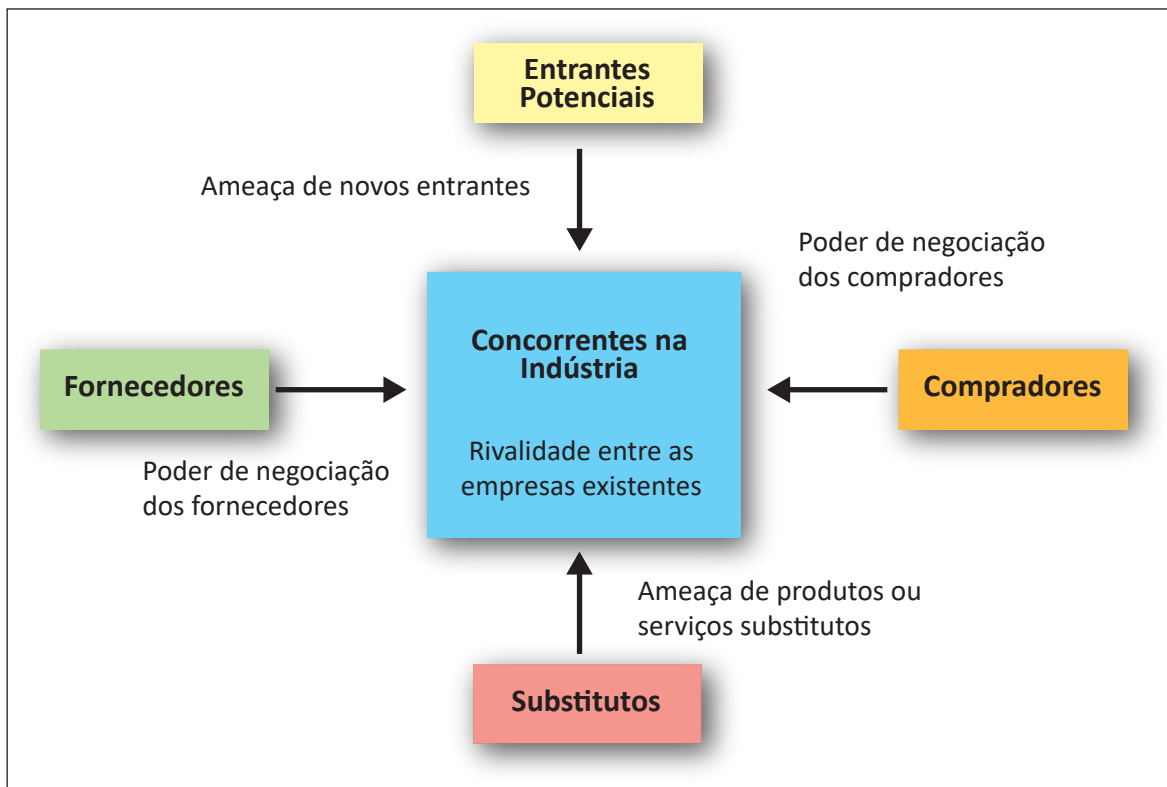 Entrantes
Potenciais
Ameaça de novos entrantes
Poder de negociação
dos compradores
Concorrentes na
Indústria
Fornecedores
Compradores
Rivalidade entre as
empresas existentes
Poder de negociação
dos fornecedores
Ameaça de produtos ou
serviços substitutos
Substitutos